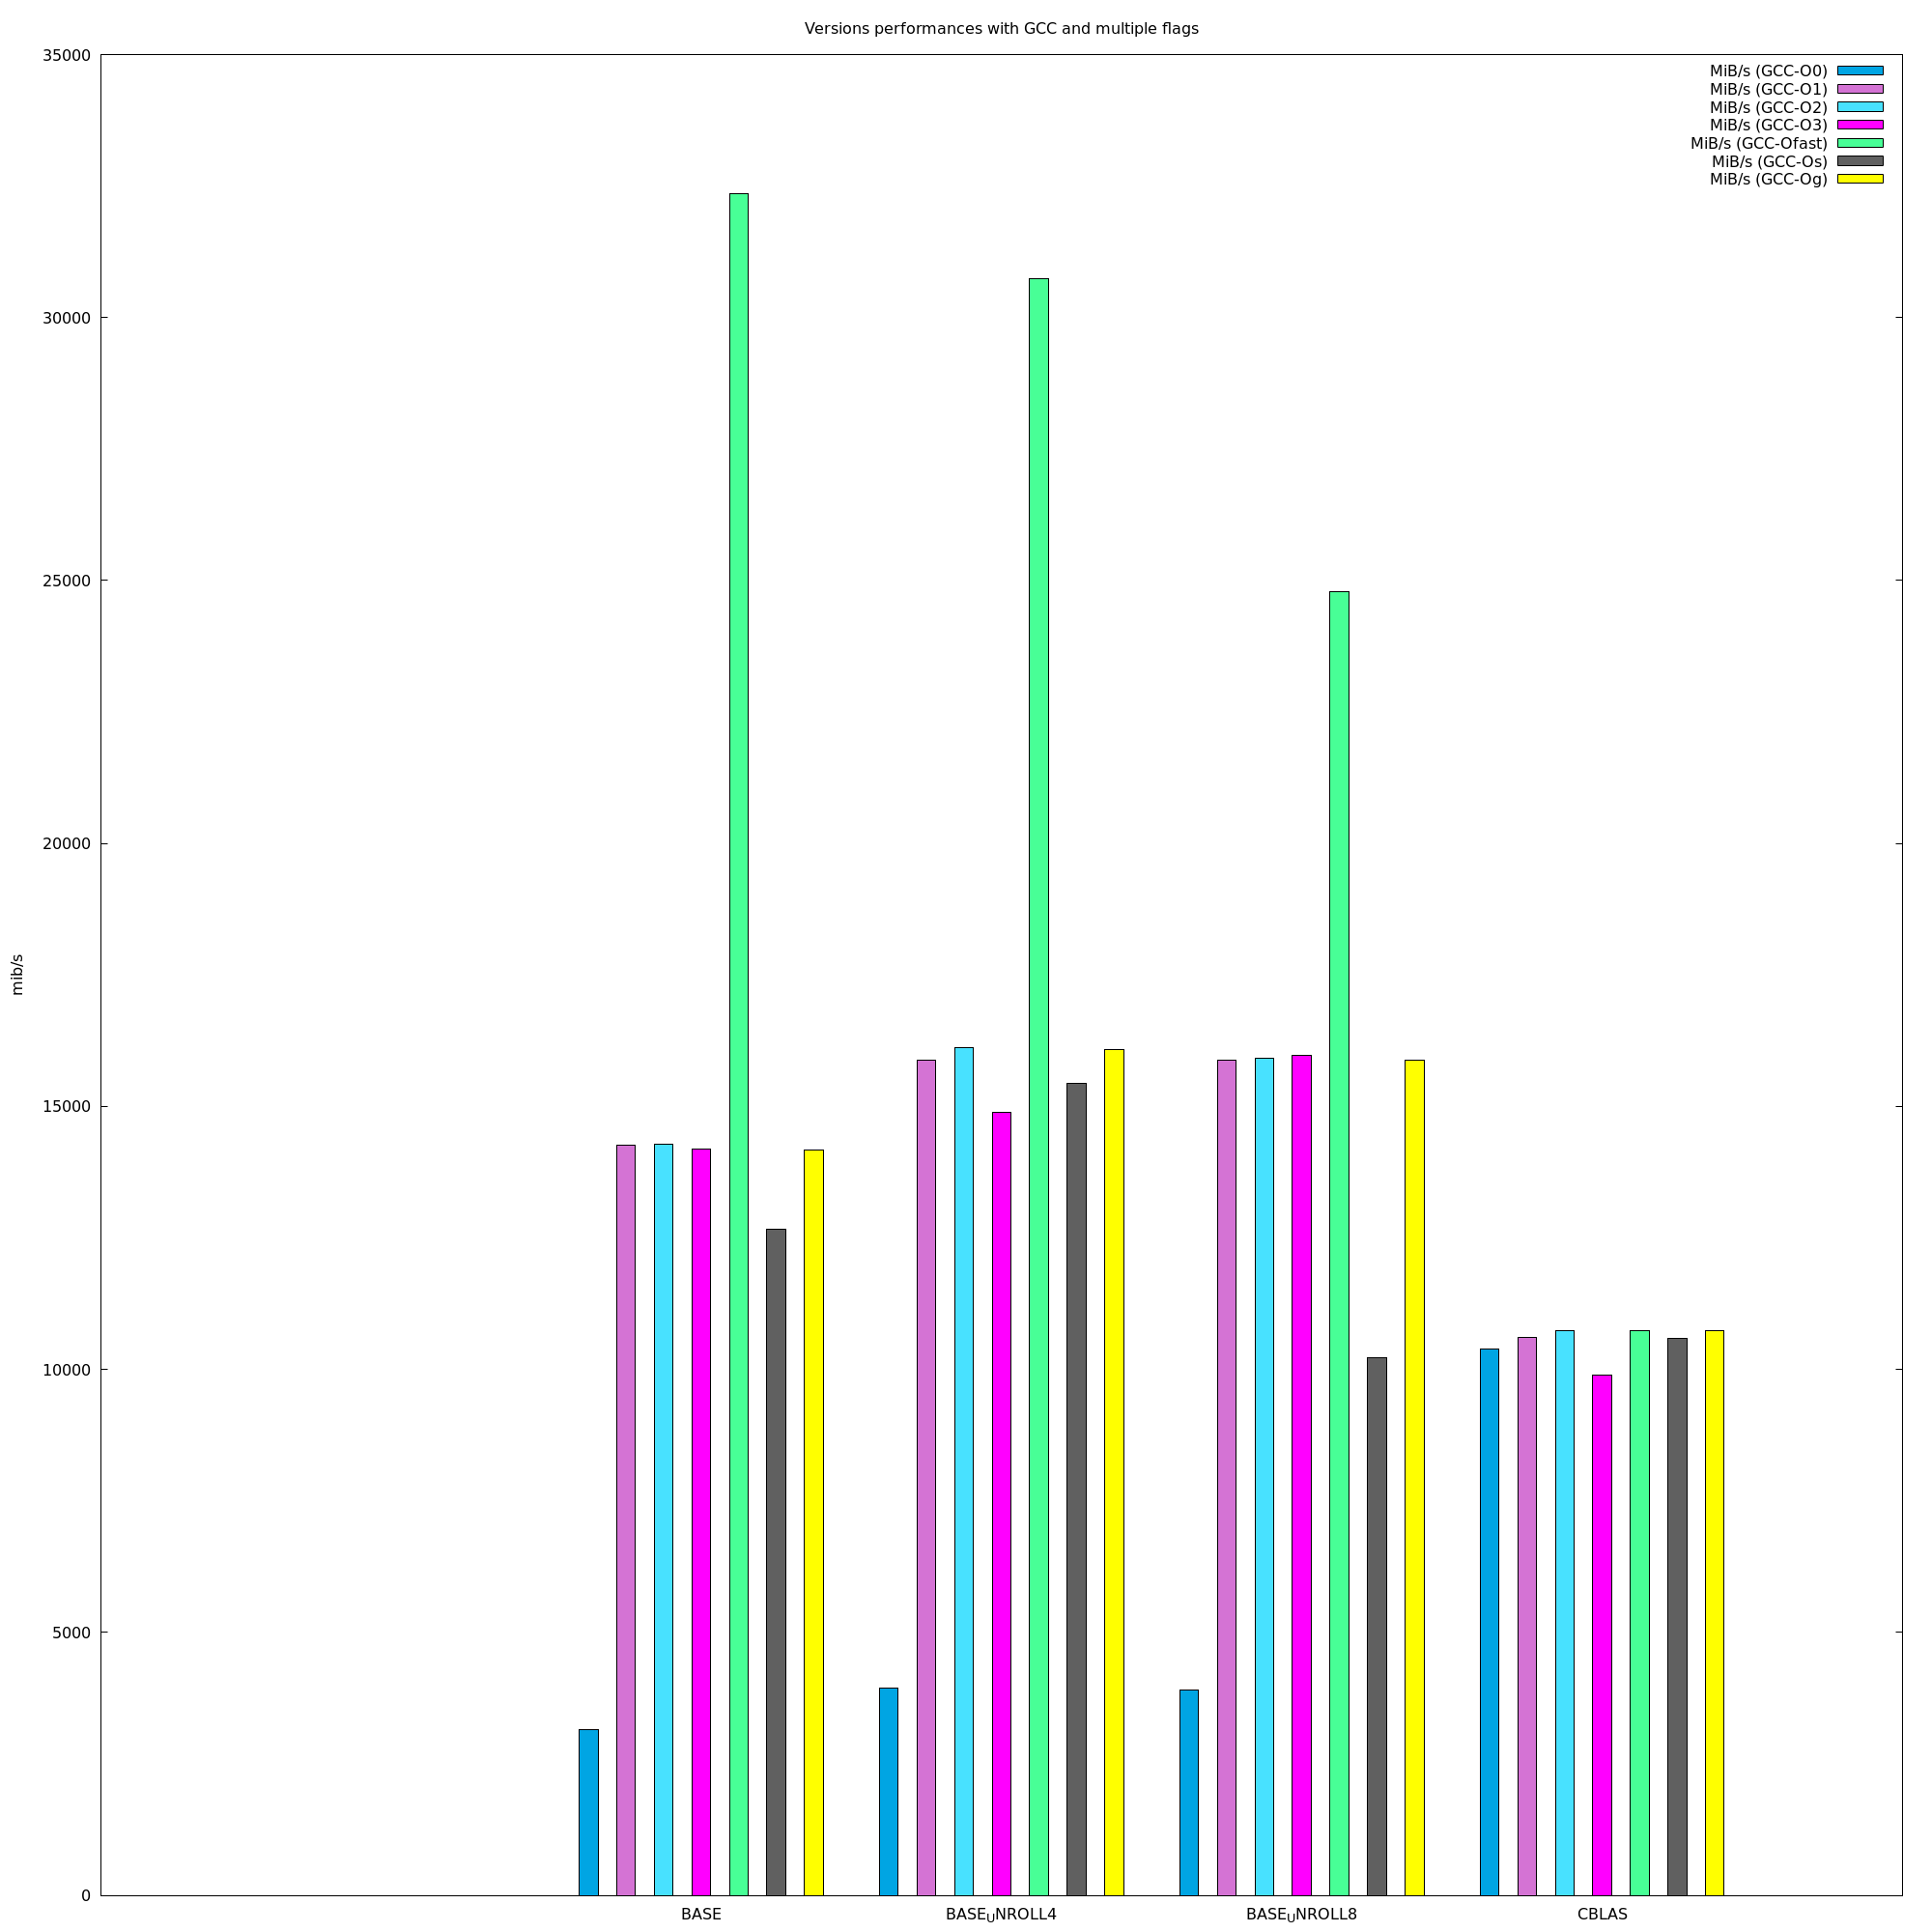 Versions performances with GCC and multiple flags
35000
30000
25000
20000
15000
10000
5000
0
mib/s
MiB/s (GCC-O0)
MiB/s (GCC-O1)
MiB/s (GCC-O2)
MiB/s (GCC-O3)
MiB/s (GCC-Ofast)
MiB/s (GCC-Os)
MiB/s (GCC-Og)
BASE BASE_UNROLL4 BASE_UNROLL8 CBLAS